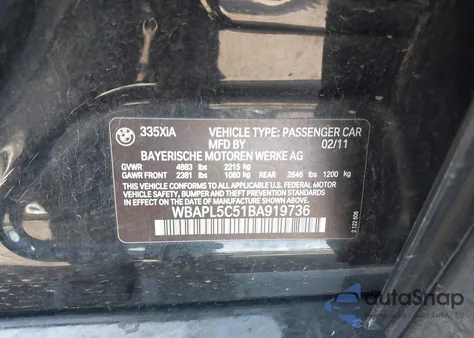 BMW
335XIA VEHICLE TYPE: PASSENGER CAR
MFD BY 02/11
BAYERISCHE MOTOREN WERKE AG
GVWR 4883 lbs 2215 kg
GAWR FRONT 2381 lbs 1080 kg REAR 2646 lbs 1200 kg
THIS VEHICLE CONFORMS TO ALL APPLICABLE U.S. FEDERAL MOTOR
VEHICLE SAFETY, BUMPER AND THEFT PREVENTION STANDARDS
IN EFFECT ON THE DATE OF MANUFACTURE SHOWN ABOVE.
WBAPL5C51BA919736
autoSnap